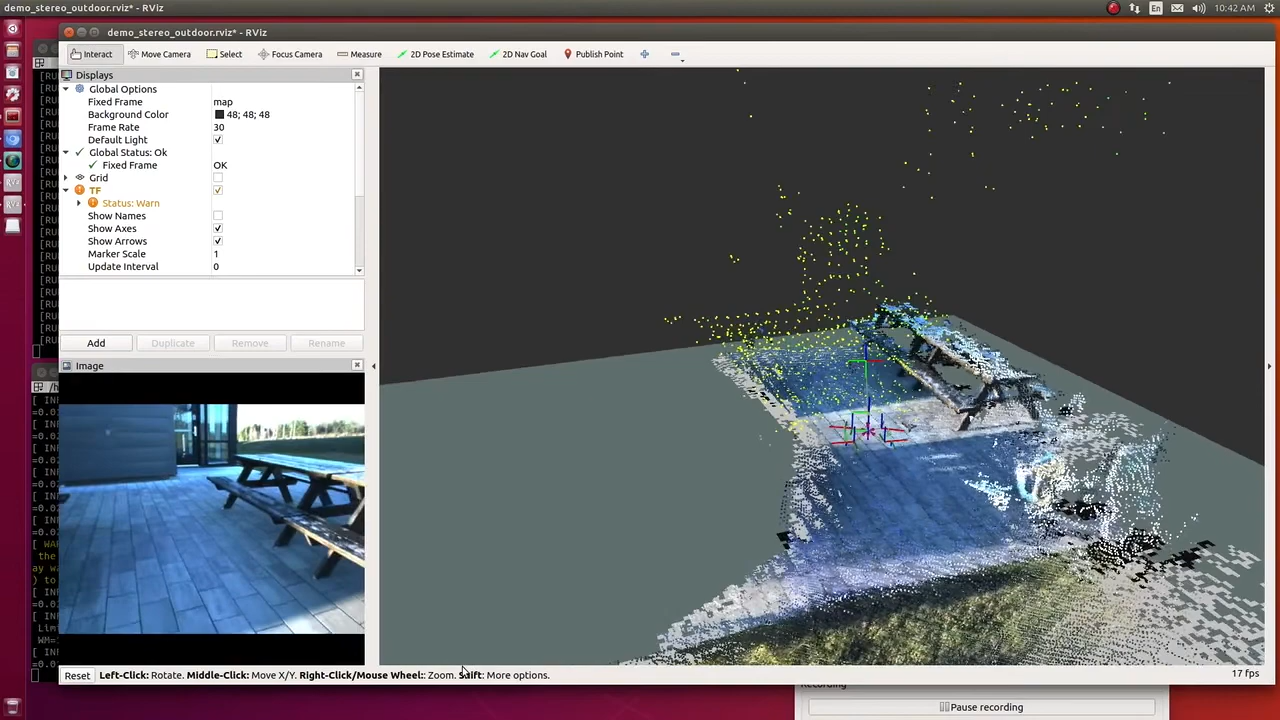 demo_stereo_outdoor.rviz* - RViz
En
10:42 AM
demo_stereo_outdoor.rviz* - RViz
Interact
Move Camera
Select
Focus Camera
Measure
2D Pose Estimate
2D Nav Goal
Publish Point
Displays
Global Options
Fixed Frame map
Background Color 48; 48; 48
Frame Rate 30
Default Light
Global Status: Ok
Fixed Frame OK
Grid
TF
Status: Warn
Show Names
Show Axes
Show Arrows
Marker Scale 1
Update Interval 0
Add Duplicate Remove Rename
Image
Reset Left-Click: Rotate. Middle-Click: Move X/Y. Right-Click/Mouse Wheel:: Zoom. Shift: More options.
17 fps
Recording
Pause recording